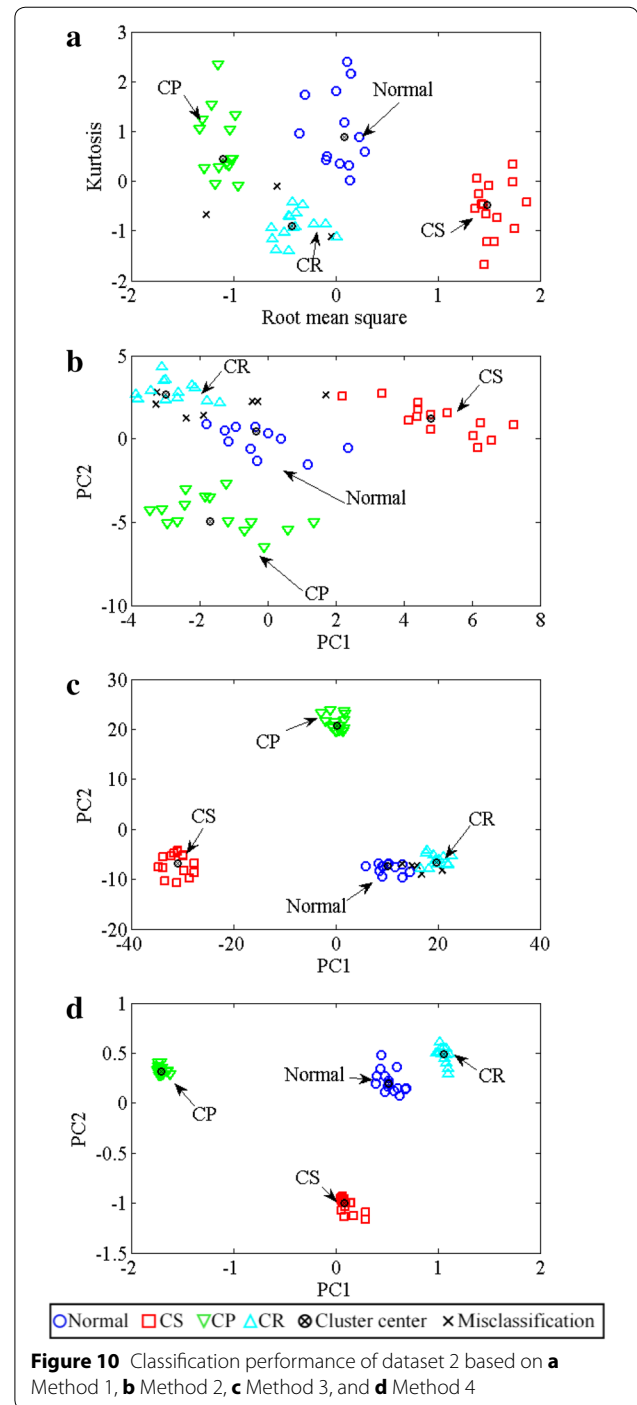 a
3
2
1
0
-1
-2
Kurtosis
CP
Normal
CS
CR
-2 -1 0 1 2
Root mean square
b
5
0
-5
-10
PC2
CR
CS
Normal
CP
-4 -2 0 2 4 6 8
PC1
c
30
20
10
0
-10
-20
PC2
CP
CS
CR
Normal
-40 -20 0 20 40
PC1
d
1
0.5
0
-0.5
-1
-1.5
PC2
Normal
CR
CP
CS
-2 -1 0 1 2
PC1
Normal CS CP CR Cluster center Misclassification
Figure 10 Classification performance of dataset 2 based on a
Method 1, b Method 2, c Method 3, and d Method 4